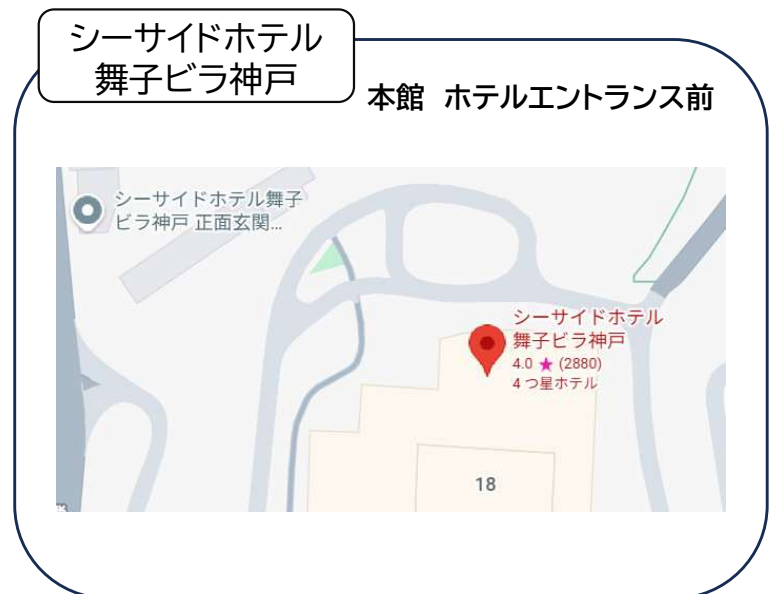 シーサイドホテル
舞子ビラ神戸
本館 ホテルエントランス前
シーサイドホテル舞子
ビラ神戸 正面玄関...
シーサイドホテル
舞子ビラ神戸
4.0 ★ (2880)
4 つ星ホテル
18